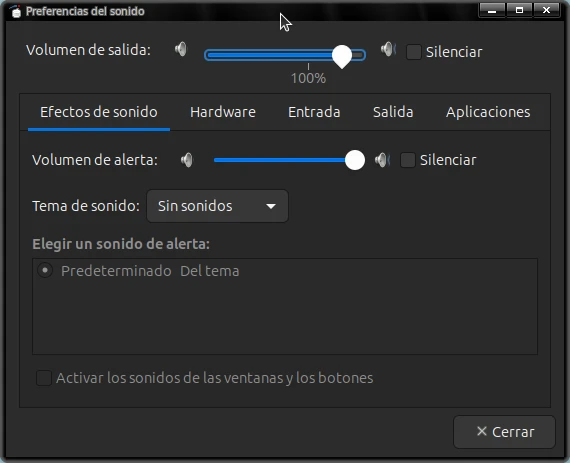 Preferencias del sonido
Volumen de salida: Silenciar
100%
Efectos de sonido Hardware Entrada Salida Aplicaciones
Volumen de alerta: Silenciar
Tema de sonido: Sin sonidos
Elegir un sonido de alerta:
Predeterminado Del tema
Activar los sonidos de las ventanas y los botones
Cerrar